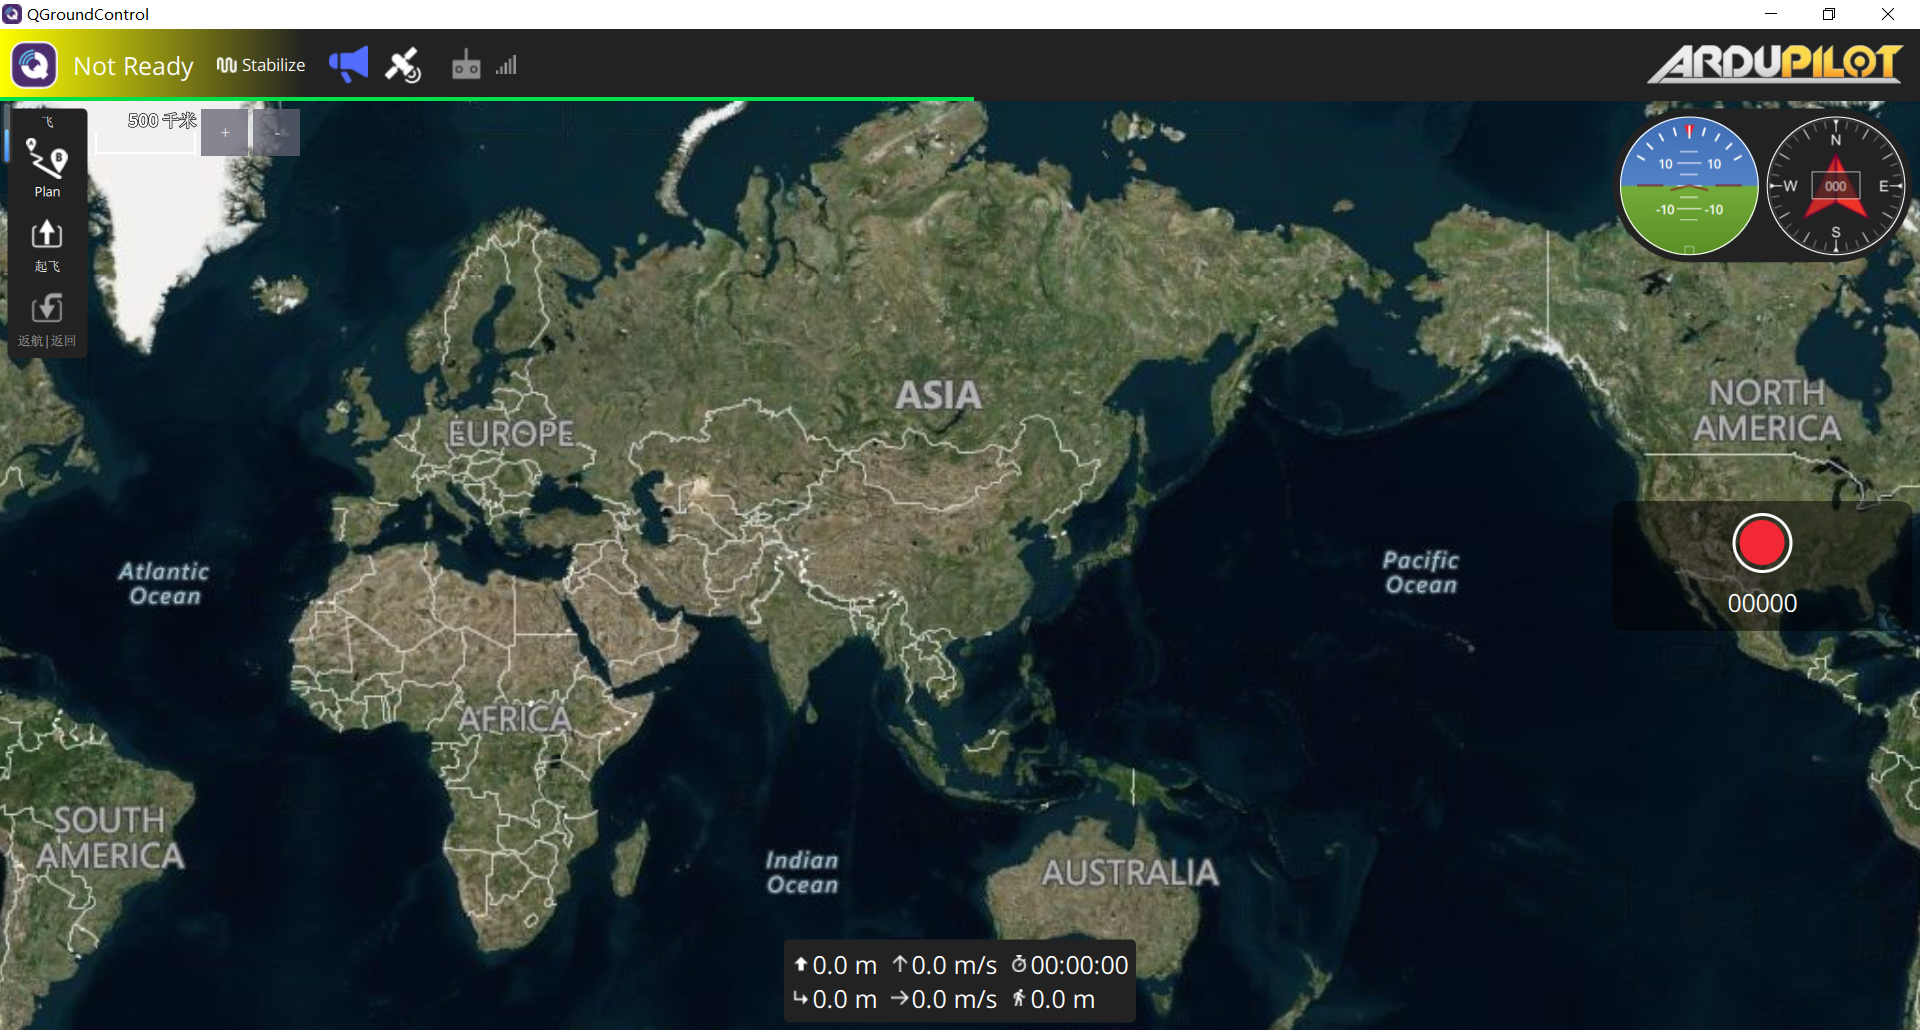 QGroundControl
Not Ready
Stabilize
ARDUPILOT
飞
500 千米
+
-
Plan
起飞
返航|返回
10 10
-10 -10
N
W 000 E
S
ASIA
EUROPE
NORTH
AMERICA
Atlantic
Ocean
Pacific
Ocean
00000
AFRICA
SOUTH
AMERICA
Indian
Ocean
AUSTRALIA
0.0 m 0.0 m/s 00:00:00
0.0 m 0.0 m/s 0.0 m